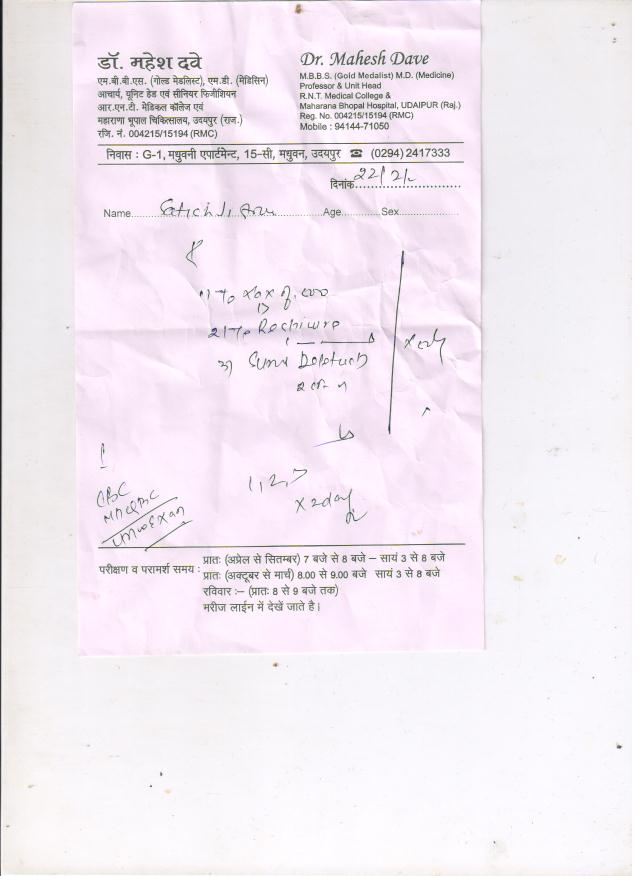 डॉ. महेश दवे
एम.बी.बी.एस. (गोल्ड मेडलिस्ट), एम.डी. (मेडिसिन)
आचार्य, यूनिट हेड एवं सीनियर फिजीशियन
आर.एन.टी. मेडिकल कॉलेज एवं
महाराणा भूपाल चिकित्सालय, उदयपुर (राज.)
रजि. नं. 004215/15194 (RMC)
Dr. Mahesh Dave
M.B.B.S. (Gold Medalist) M.D. (Medicine)
Professor & Unit Head
R.N.T. Medical College &
Maharana Bhopal Hospital, UDAIPUR (Raj.)
Reg. No. 004215/15194 (RMC)
Mobile : 94144-71050
निवास : G-1, मधुवनी एपार्टमेन्ट, 15-सी, मधुवन, उदयपुर ☎ (0294) 2417333
दिनांक 22/2/
Name Age Sex
1)
2)
3)
CBC
1, 2,
x 2 day
परीक्षण व परामर्श समय : प्रातः (अप्रेल से सितम्बर) 7 बजे से 8 बजे – सायं 3 से 8 बजे
प्रातः (अक्टूबर से मार्च) 8.00 से 9.00 बजे सायं 3 से 8 बजे
रविवार :– (प्रातः 8 से 9 बजे तक)
मरीज लाईन में देखें जाते है।